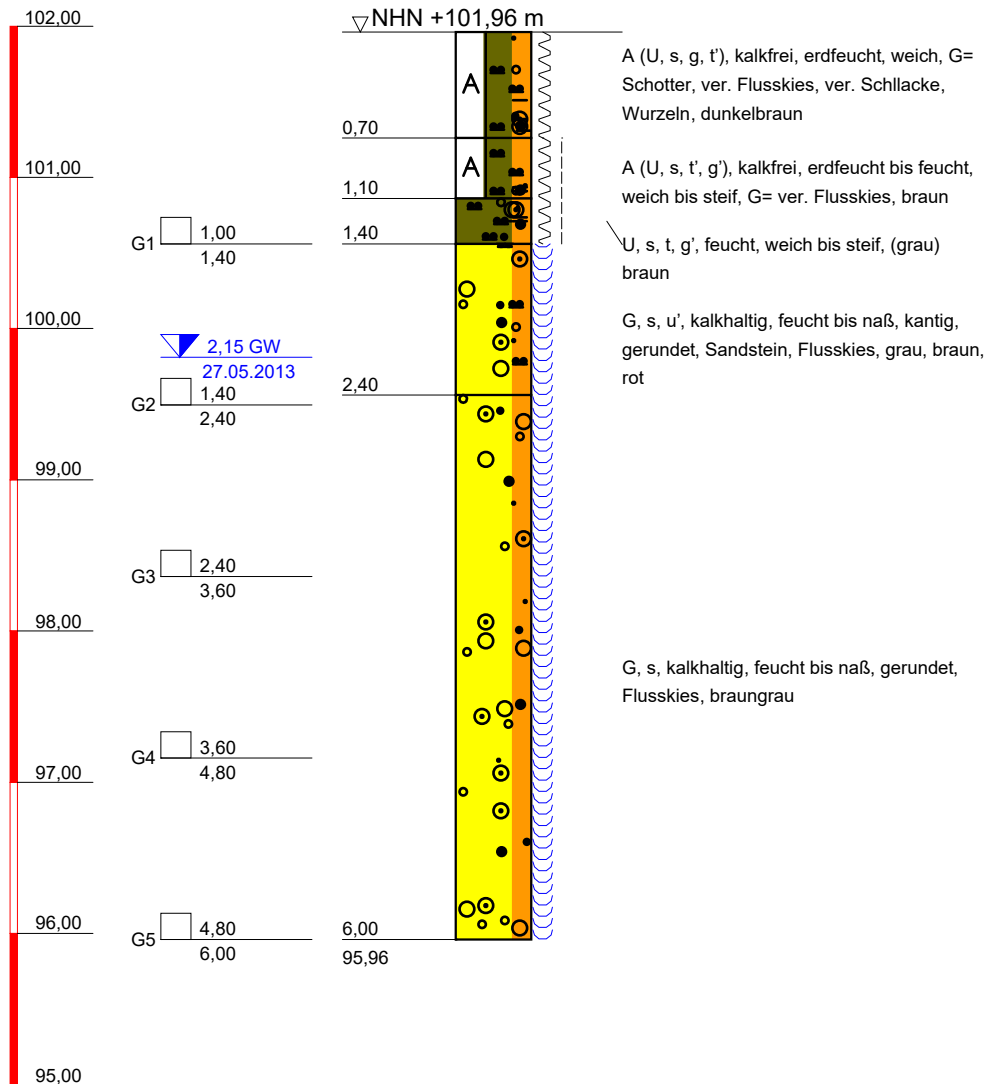 102,00
NHN +101,96 m
A (U, s, g, t'), kalkfrei, erdfeucht, weich, G=
Schotter, ver. Flusskies, ver. Schllacke,
Wurzeln, dunkelbraun
A
0,70
101,00
A (U, s, t', g'), kalkfrei, erdfeucht bis feucht,
weich bis steif, G= ver. Flusskies, braun
A
1,10
G1
1,00
1,40
1,40
U, s, t, g', feucht, weich bis steif, (grau)
braun
100,00
G, s, u', kalkhaltig, feucht bis naß, kantig,
gerundet, Sandstein, Flusskies, grau, braun,
rot
2,15 GW
27.05.2013
G2
1,40
2,40
2,40
99,00
G3
2,40
3,60
98,00
G, s, kalkhaltig, feucht bis naß, gerundet,
Flusskies, braungrau
G4
3,60
4,80
97,00
96,00
G5
4,80
6,00
6,00
95,96
95,00